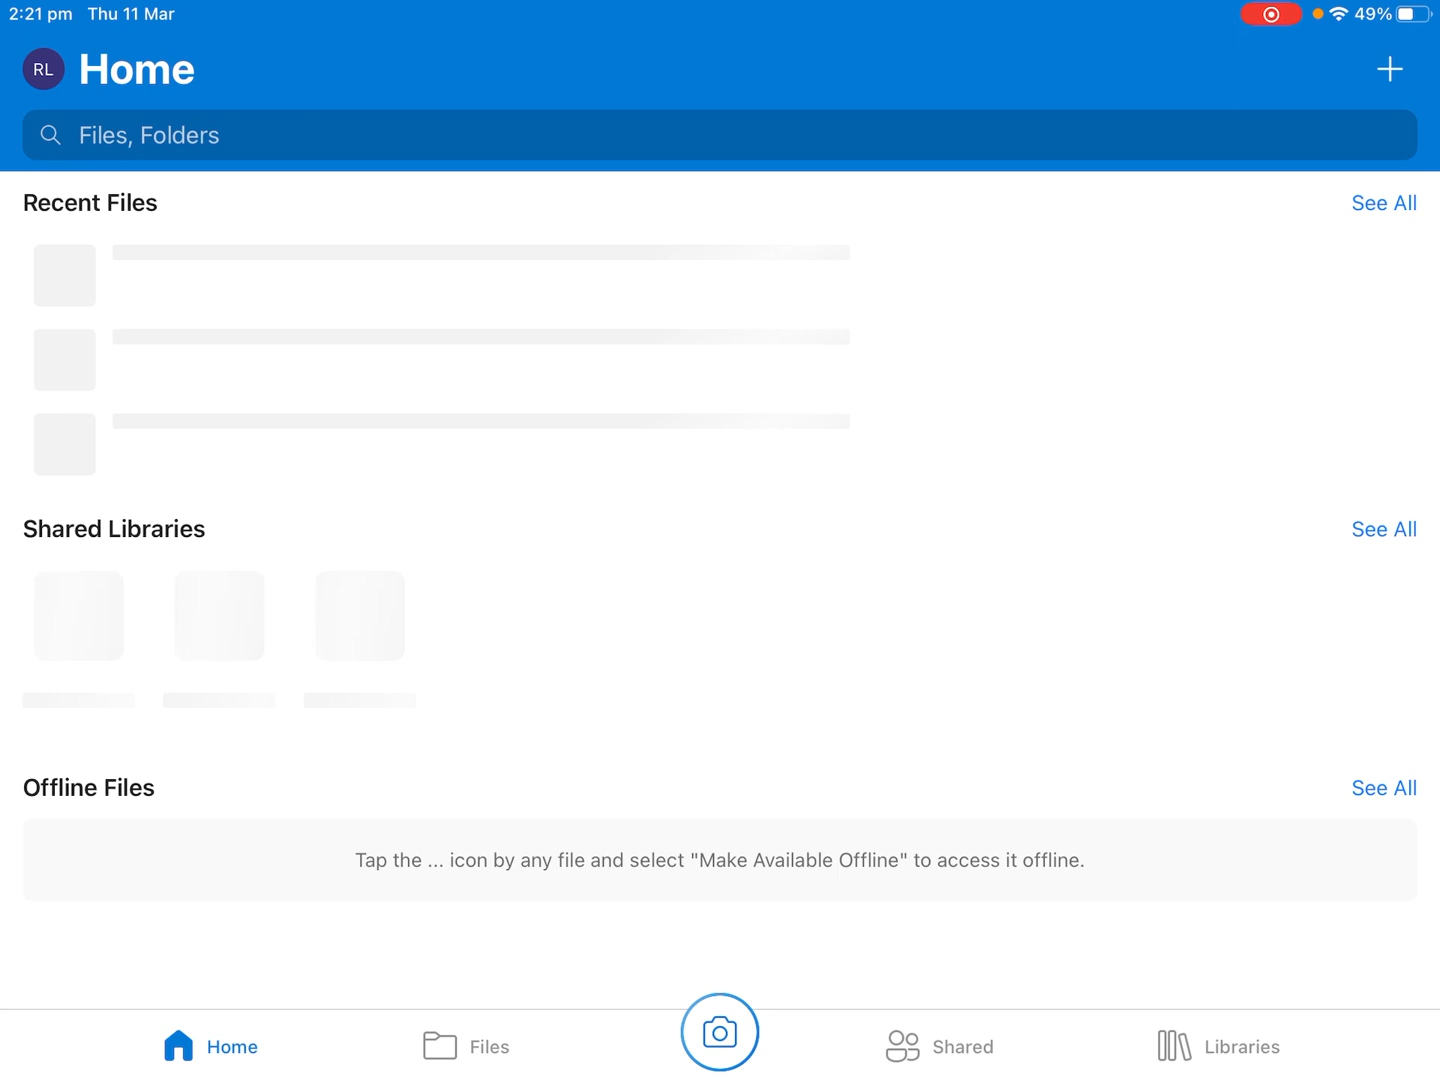 2:21 pm Thu 11 Mar
49%
RL Home
Files, Folders
Recent Files See All
Shared Libraries See All
Offline Files See All
Tap the ... icon by any file and select "Make Available Offline" to access it offline.
Home Files Shared Libraries